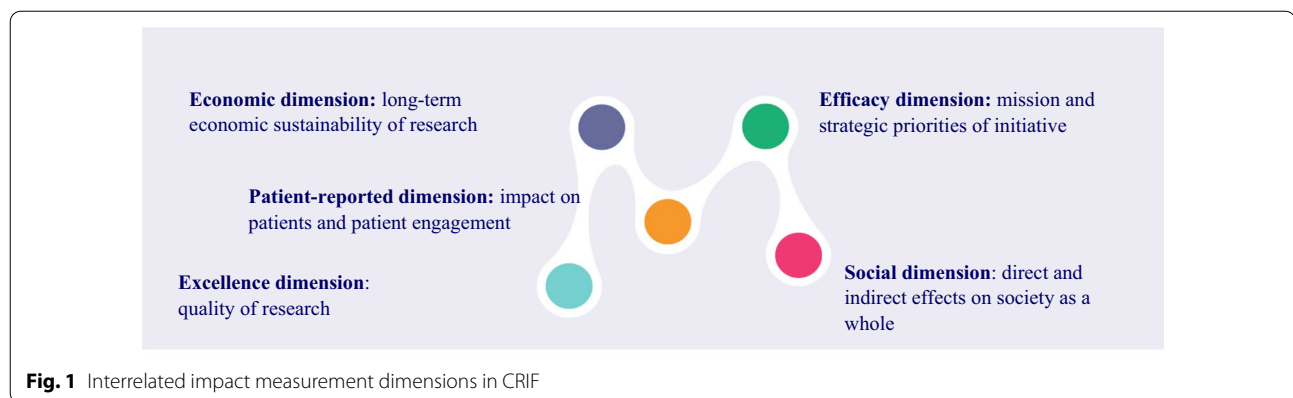 Economic dimension: long-term
economic sustainability of research
Efficacy dimension: mission and
strategic priorities of initiative
Patient-reported dimension: impact on
patients and patient engagement
Excellence dimension:
quality of research
Social dimension: direct and
indirect effects on society as a
whole
Fig. 1 Interrelated impact measurement dimensions in CRIF